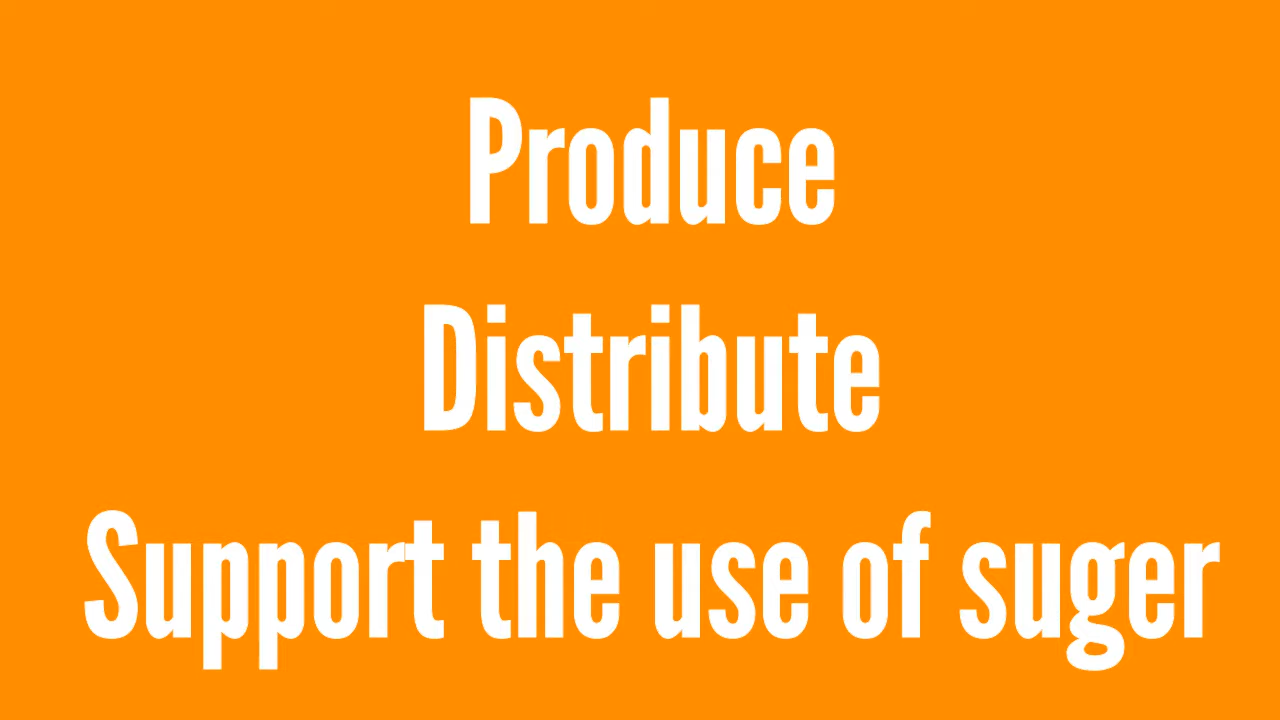 Produce
Distribute
Support the use of suger